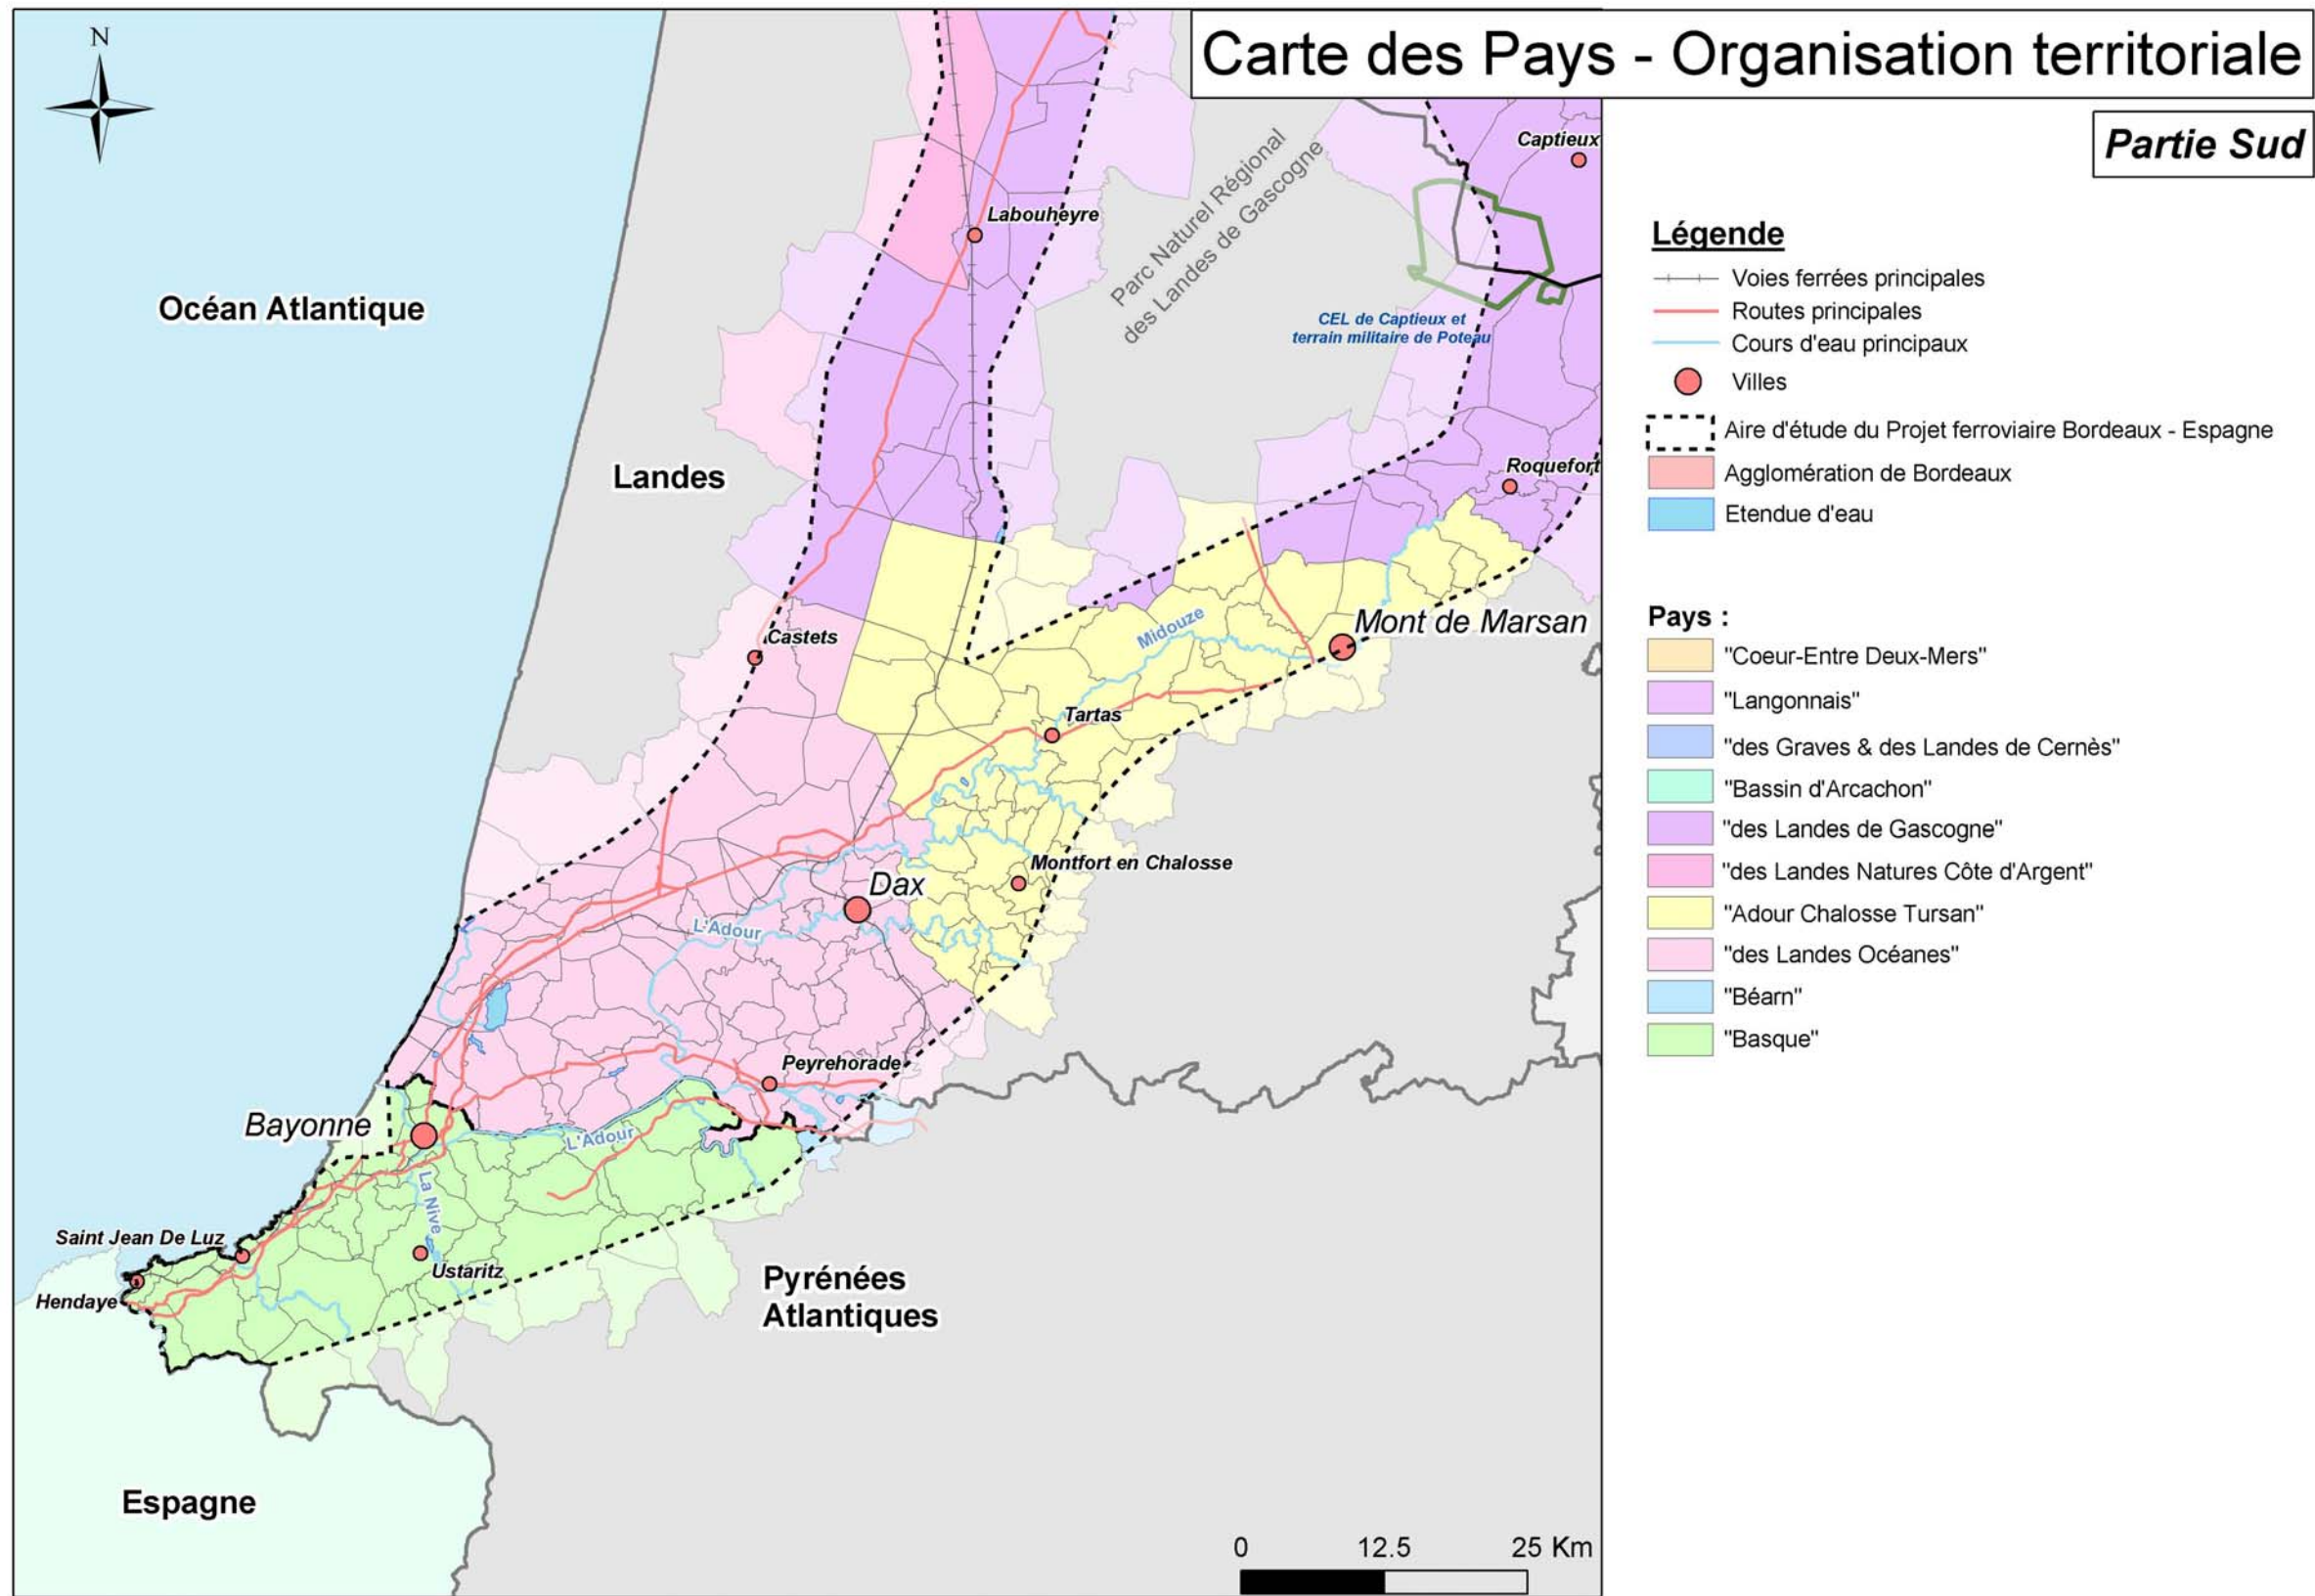 Carte des Pays - Organisation territoriale
Partie Sud
N
Océan Atlantique
Landes
Parc Naturel Régional
des Landes de Gascogne
Captieux
CEL de Captieux et
terrain militaire de Poteau
Labouheyre
Roquefort
Castets
Midouze
Mont de Marsan
Tartas
Montfort en Chalosse
Dax
L'Adour
Peyrehorade
Bayonne
L'Adour
La Nive
Saint Jean De Luz
Ustaritz
Hendaye
Pyrénées
Atlantiques
Espagne
0 12.5 25 Km
Légende
Voies ferrées principales
Routes principales
Cours d'eau principaux
Villes
Aire d'étude du Projet ferroviaire Bordeaux - Espagne
Agglomération de Bordeaux
Etendue d'eau
Pays :
"Coeur-Entre Deux-Mers"
"Langonnais"
"des Graves & des Landes de Cernès"
"Bassin d'Arcachon"
"des Landes de Gascogne"
"des Landes Natures Côte d'Argent"
"Adour Chalosse Tursan"
"des Landes Océanes"
"Béarn"
"Basque"